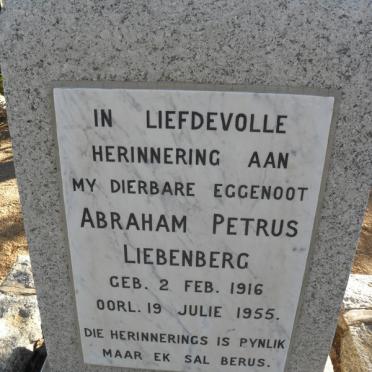 IN LIEFDEVOLLE
HERINNERING AAN
MY DIERBARE EGGENOOT
ABRAHAM PETRUS
LIEBENBERG
GEB. 2 FEB. 1916
OORL. 19 JULIE 1955.
DIE HERINNERINGS IS PYNLIK
MAAR EK SAL BERUS.